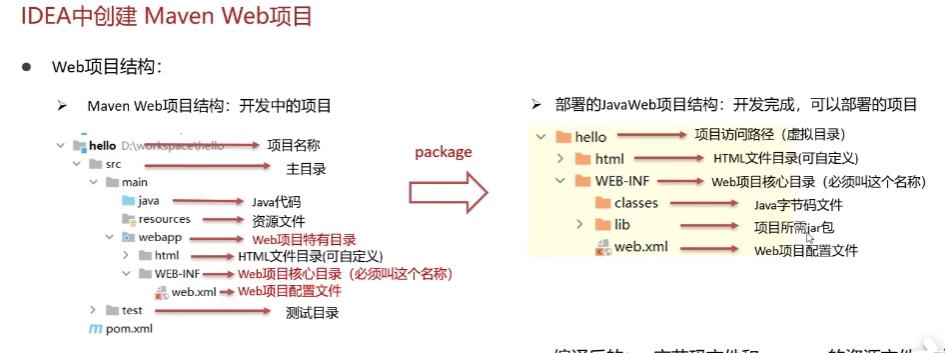 IDEA中创建 Maven Web项目
Web项目结构：
Maven Web项目结构：开发中的项目
hello D:\workspace\hello 项目名称
src 主目录
main
java Java代码
resources 资源文件
webapp Web项目特有目录
html HTML文件目录(可自定义)
WEB-INF Web项目核心目录（必须叫这个名称）
web.xml Web项目配置文件
test 测试目录
pom.xml
package
部署的JavaWeb项目结构：开发完成，可以部署的项目
hello 项目访问路径（虚拟目录）
html HTML文件目录(可自定义)
WEB-INF Web项目核心目录（必须叫这个名称）
classes Java字节码文件
lib 项目所需jar包
web.xml Web项目配置文件